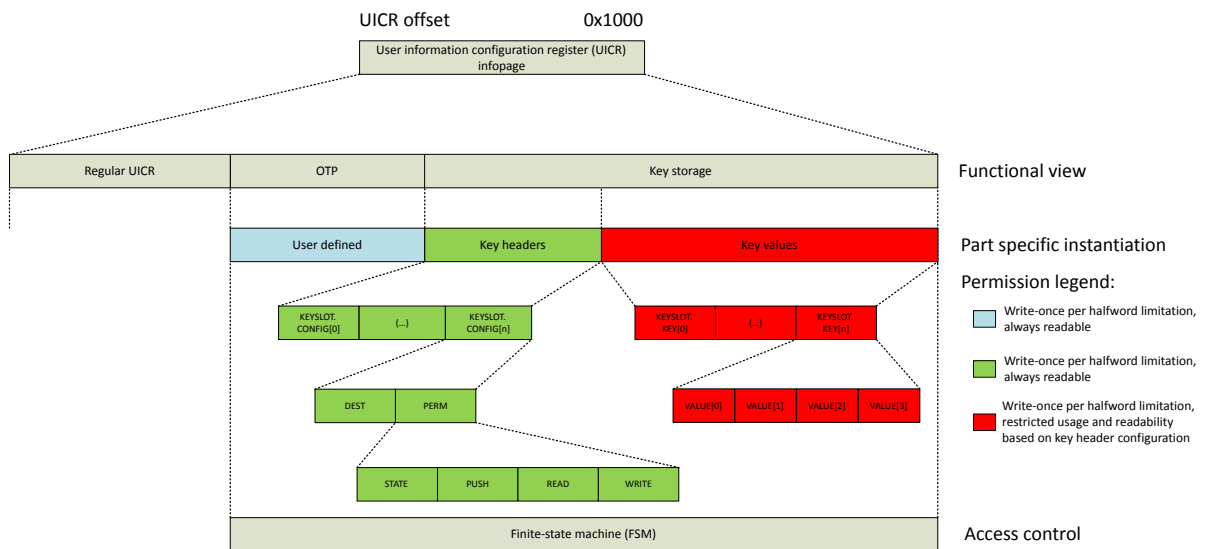 UICR offset 0x1000
User information configuration register (UICR)
infopage
Regular UICR OTP Key storage Functional view
User defined Key headers Key values Part specific instantiation
Permission legend:
KEYSLOT.
CONFIG[0]
(...)
KEYSLOT.
CONFIG[n]
KEYSLOT.
KEY[0]
(...)
KEYSLOT.
KEY[n]
Write-once per halfword limitation,
always readable
Write-once per halfword limitation,
always readable
DEST PERM
VALUE[0] VALUE[1] VALUE[2] VALUE[3]
Write-once per halfword limitation,
restricted usage and readability
based on key header configuration
STATE PUSH READ WRITE
Finite-state machine (FSM) Access control